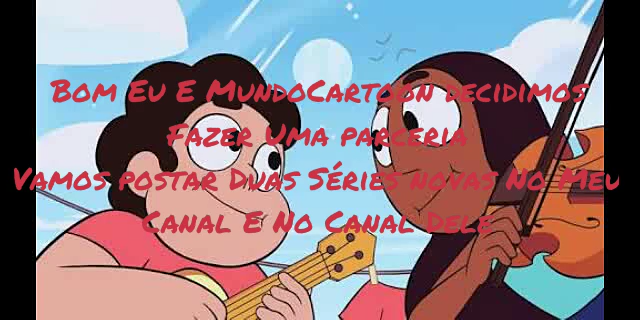 Bom Eu E MundoCartoon decidimos
Fazer Uma parceria
Vamos postar Duas Séries novas No Meu
Canal E No Canal Dele